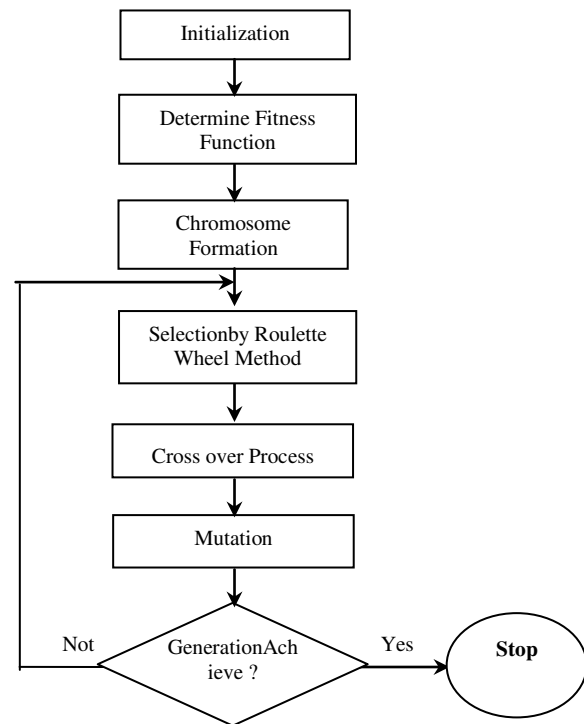 Initialization
Determine Fitness
Function
Chromosome
Formation
Selectionby Roulette
Wheel Method
Cross over Process
Mutation
GenerationAch
ieve ?
Not
Yes
Stop